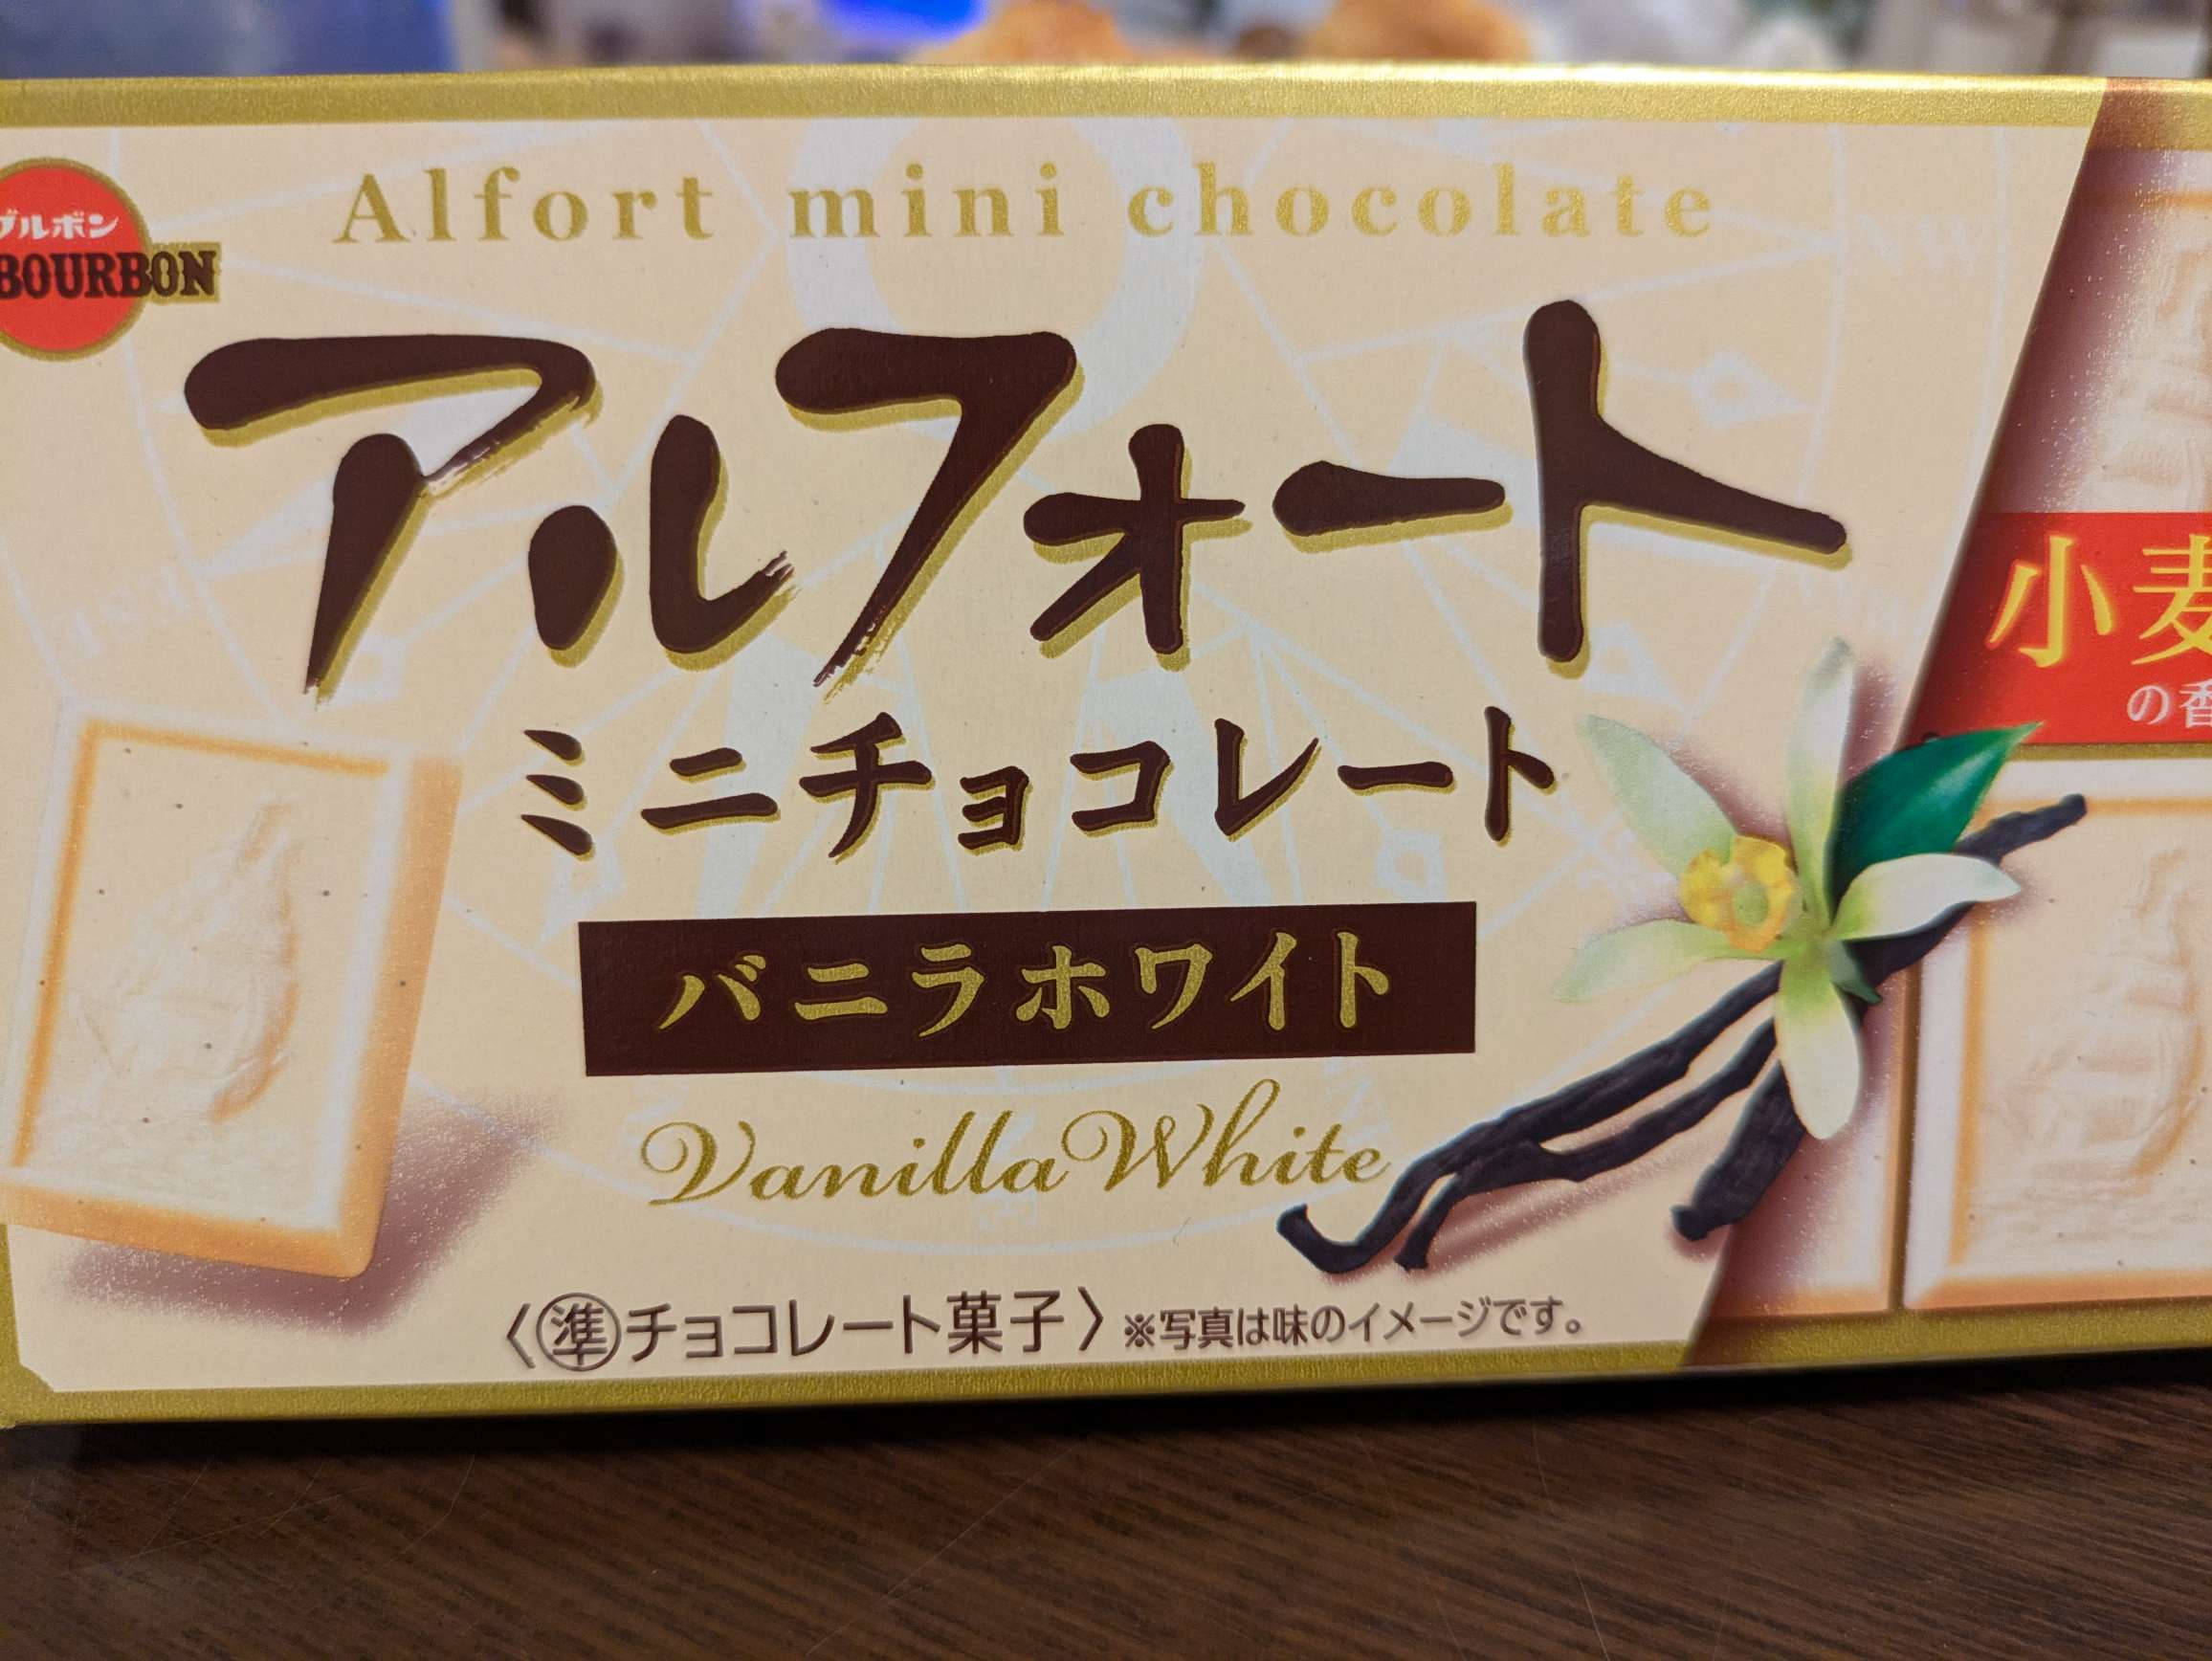 Alfort mini chocolate
ブルボン
BOURBON
アルフォート
ミニチョコレート
小麦
の香
バニラホワイト
Vanilla White
〈㊜チョコレート菓子〉※写真は味のイメージです。